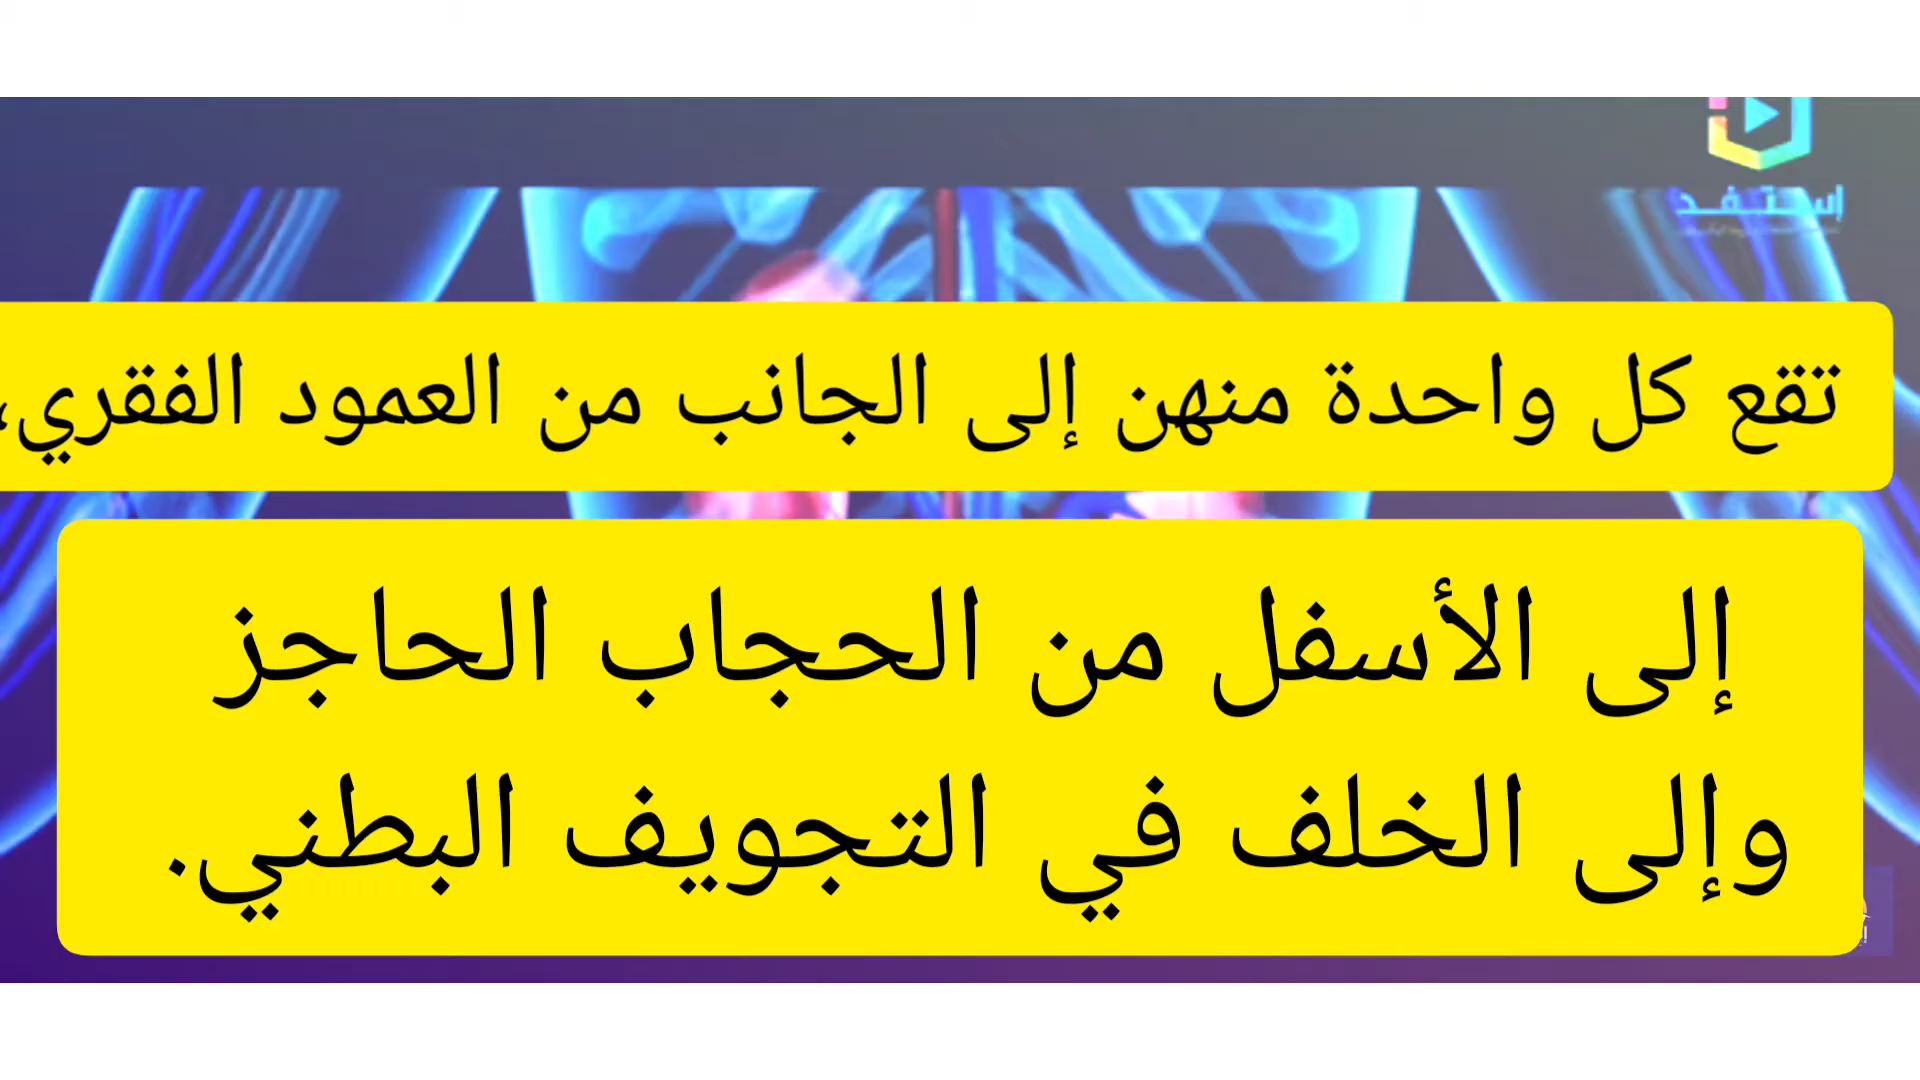 إستفد
تقع كل واحدة منهن إلى الجانب من العمود الفقري،
إلى الأسفل من الحجاب الحاجز
وإلى الخلف في التجويف البطني.